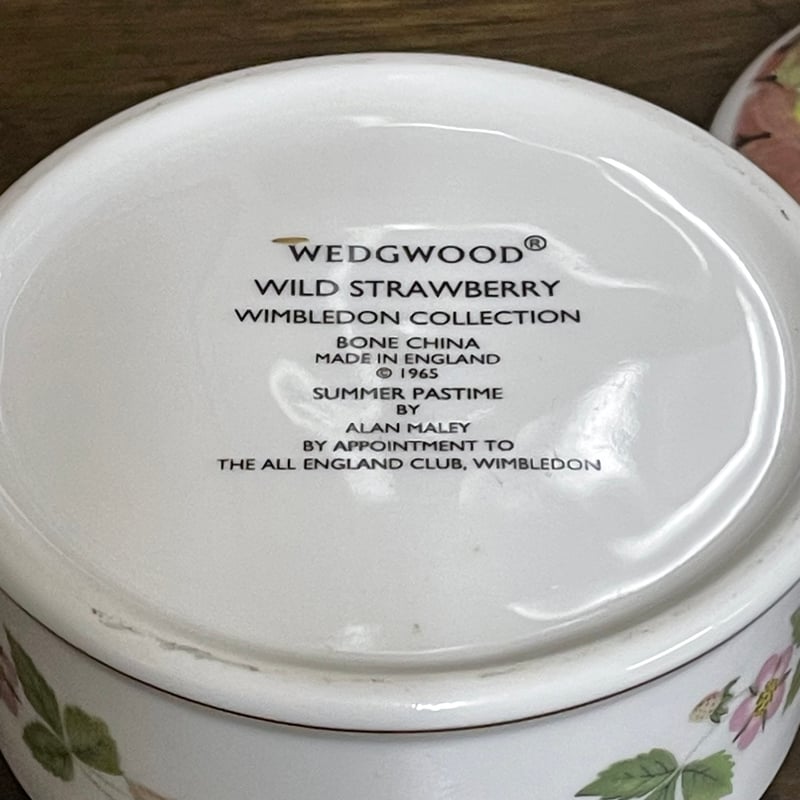 WEDGWOOD®
WILD STRAWBERRY
WIMBLEDON COLLECTION
BONE CHINA
MADE IN ENGLAND
© 1965
SUMMER PASTIME
BY
ALAN MALEY
BY APPOINTMENT TO
THE ALL ENGLAND CLUB, WIMBLEDON